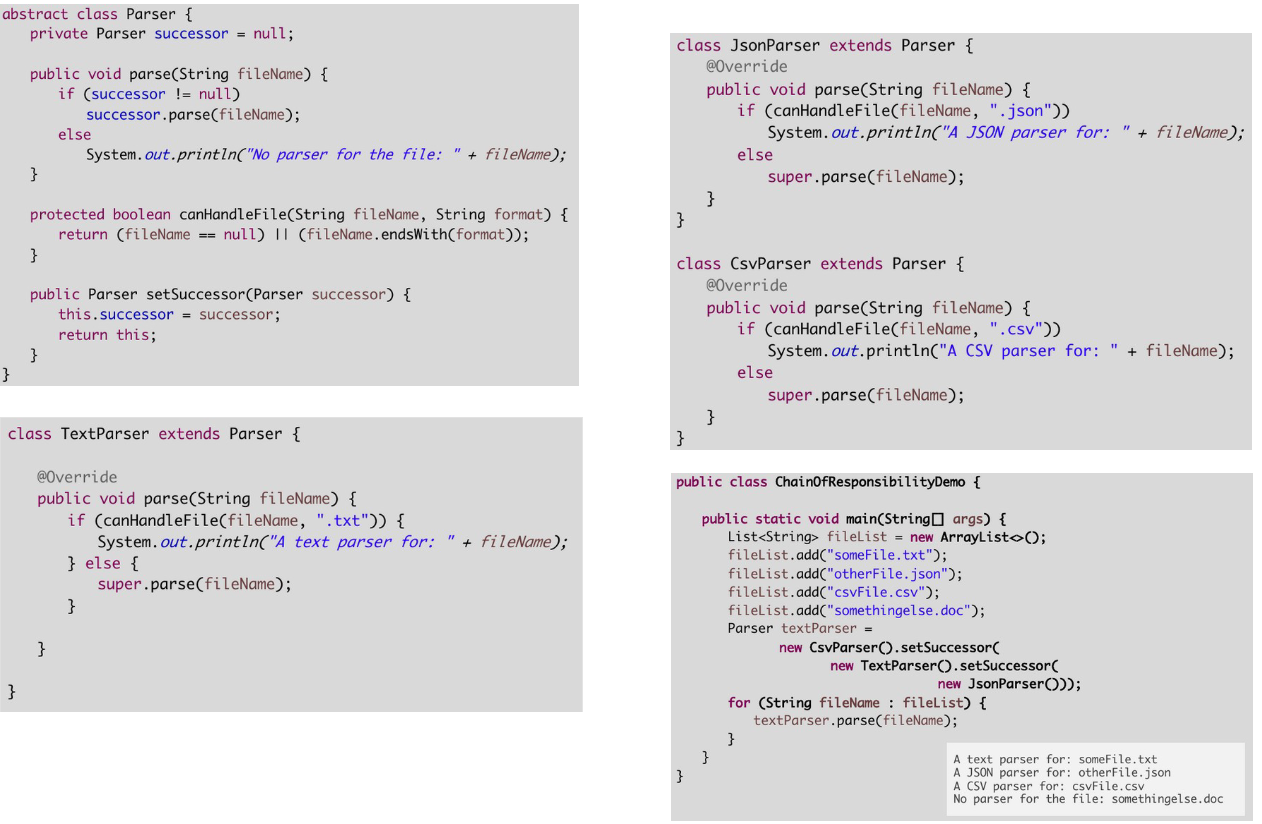 abstract class Parser {
private Parser successor = null;
public void parse(String fileName) {
if (successor != null)
successor.parse(fileName);
else
System.out.println("No parser for the file: " + fileName);
}
protected boolean canHandleFile(String fileName, String format) {
return (fileName == null) || (fileName.endsWith(format));
}
public Parser setSuccessor(Parser successor) {
this.successor = successor;
return this;
}
}
class TextParser extends Parser {
@Override
public void parse(String fileName) {
if (canHandleFile(fileName, ".txt")) {
System.out.println("A text parser for: " + fileName);
} else {
super.parse(fileName);
}
}
}
class JsonParser extends Parser {
@Override
public void parse(String fileName) {
if (canHandleFile(fileName, ".json"))
System.out.println("A JSON parser for: " + fileName);
else
super.parse(fileName);
}
}
class CsvParser extends Parser {
@Override
public void parse(String fileName) {
if (canHandleFile(fileName, ".csv"))
System.out.println("A CSV parser for: " + fileName);
else
super.parse(fileName);
}
}
public class ChainOfResponsibilityDemo {
public static void main(String[] args) {
List<String> fileList = new ArrayList<>();
fileList.add("someFile.txt");
fileList.add("otherFile.json");
fileList.add("csvFile.csv");
fileList.add("somethingelse.doc");
Parser textParser =
new CsvParser().setSuccessor(
new TextParser().setSuccessor(
new JsonParser()));
for (String fileName : fileList) {
textParser.parse(fileName);
}
}
}
A text parser for: someFile.txt
A JSON parser for: otherFile.json
A CSV parser for: csvFile.csv
No parser for the file: somethingelse.doc